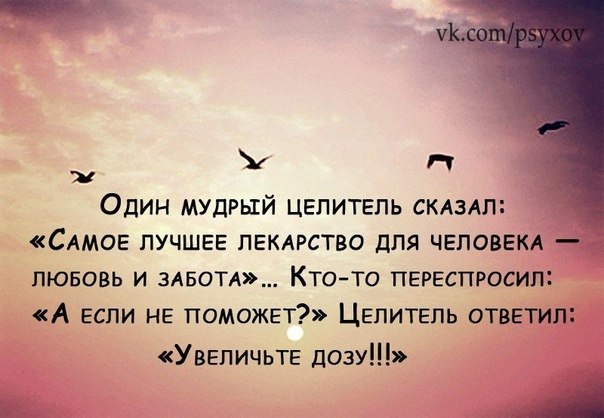 vk.com/psyxov
Один мудрый целитель сказал:
«Самое лучшее лекарство для человека —
любовь и забота»... Кто-то переспросил:
«А если не поможет?» Целитель ответил:
«Увеличьте дозу!!!»